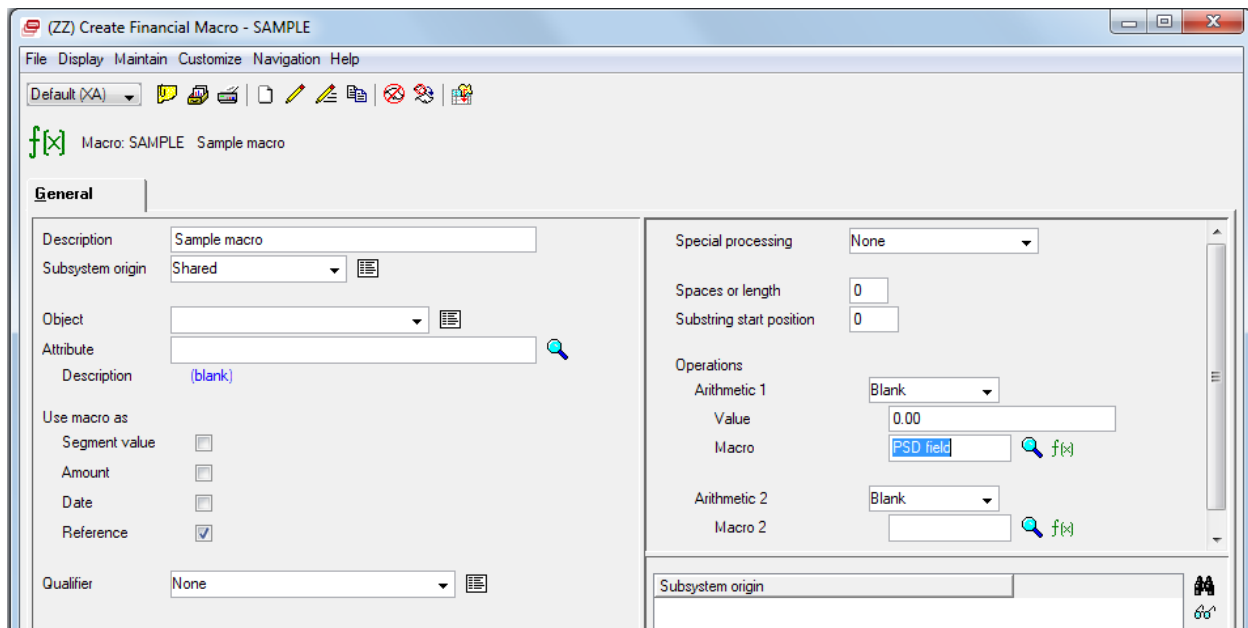 (ZZ) Create Financial Macro - SAMPLE
File Display Maintain Customize Navigation Help
Default (XA)
f(x) Macro: SAMPLE Sample macro
General
Description Sample macro
Subsystem origin Shared
Object
Attribute
Description (blank)
Use macro as
Segment value
Amount
Date
Reference
Qualifier None
Special processing None
Spaces or length 0
Substring start position 0
Operations
Arithmetic 1 Blank
Value 0.00
Macro PSD field f(x)
Arithmetic 2 Blank
Macro 2 f(x)
Subsystem origin